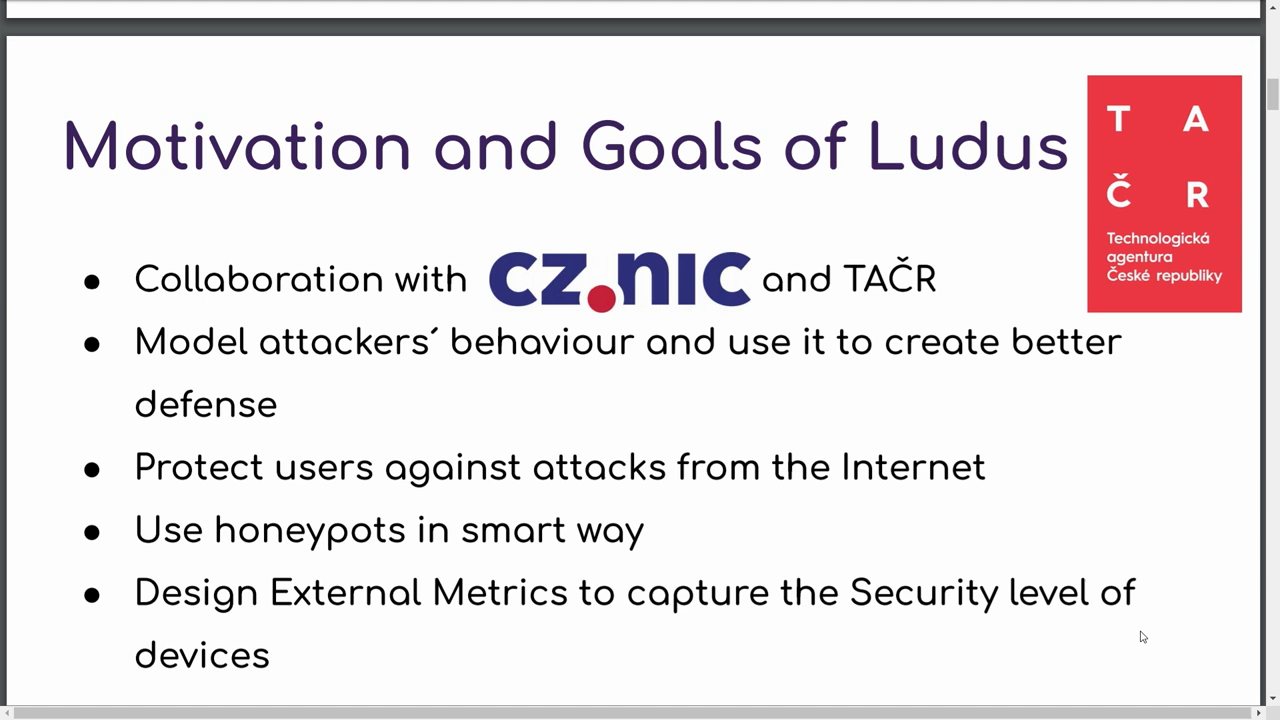 Motivation and Goals of Ludus
T A
Č R
Technologická
agentura
České republiky
● Collaboration with CZ.NIC and TAČR
● Model attackers´ behaviour and use it to create better
defense
● Protect users against attacks from the Internet
● Use honeypots in smart way
● Design External Metrics to capture the Security level of
devices